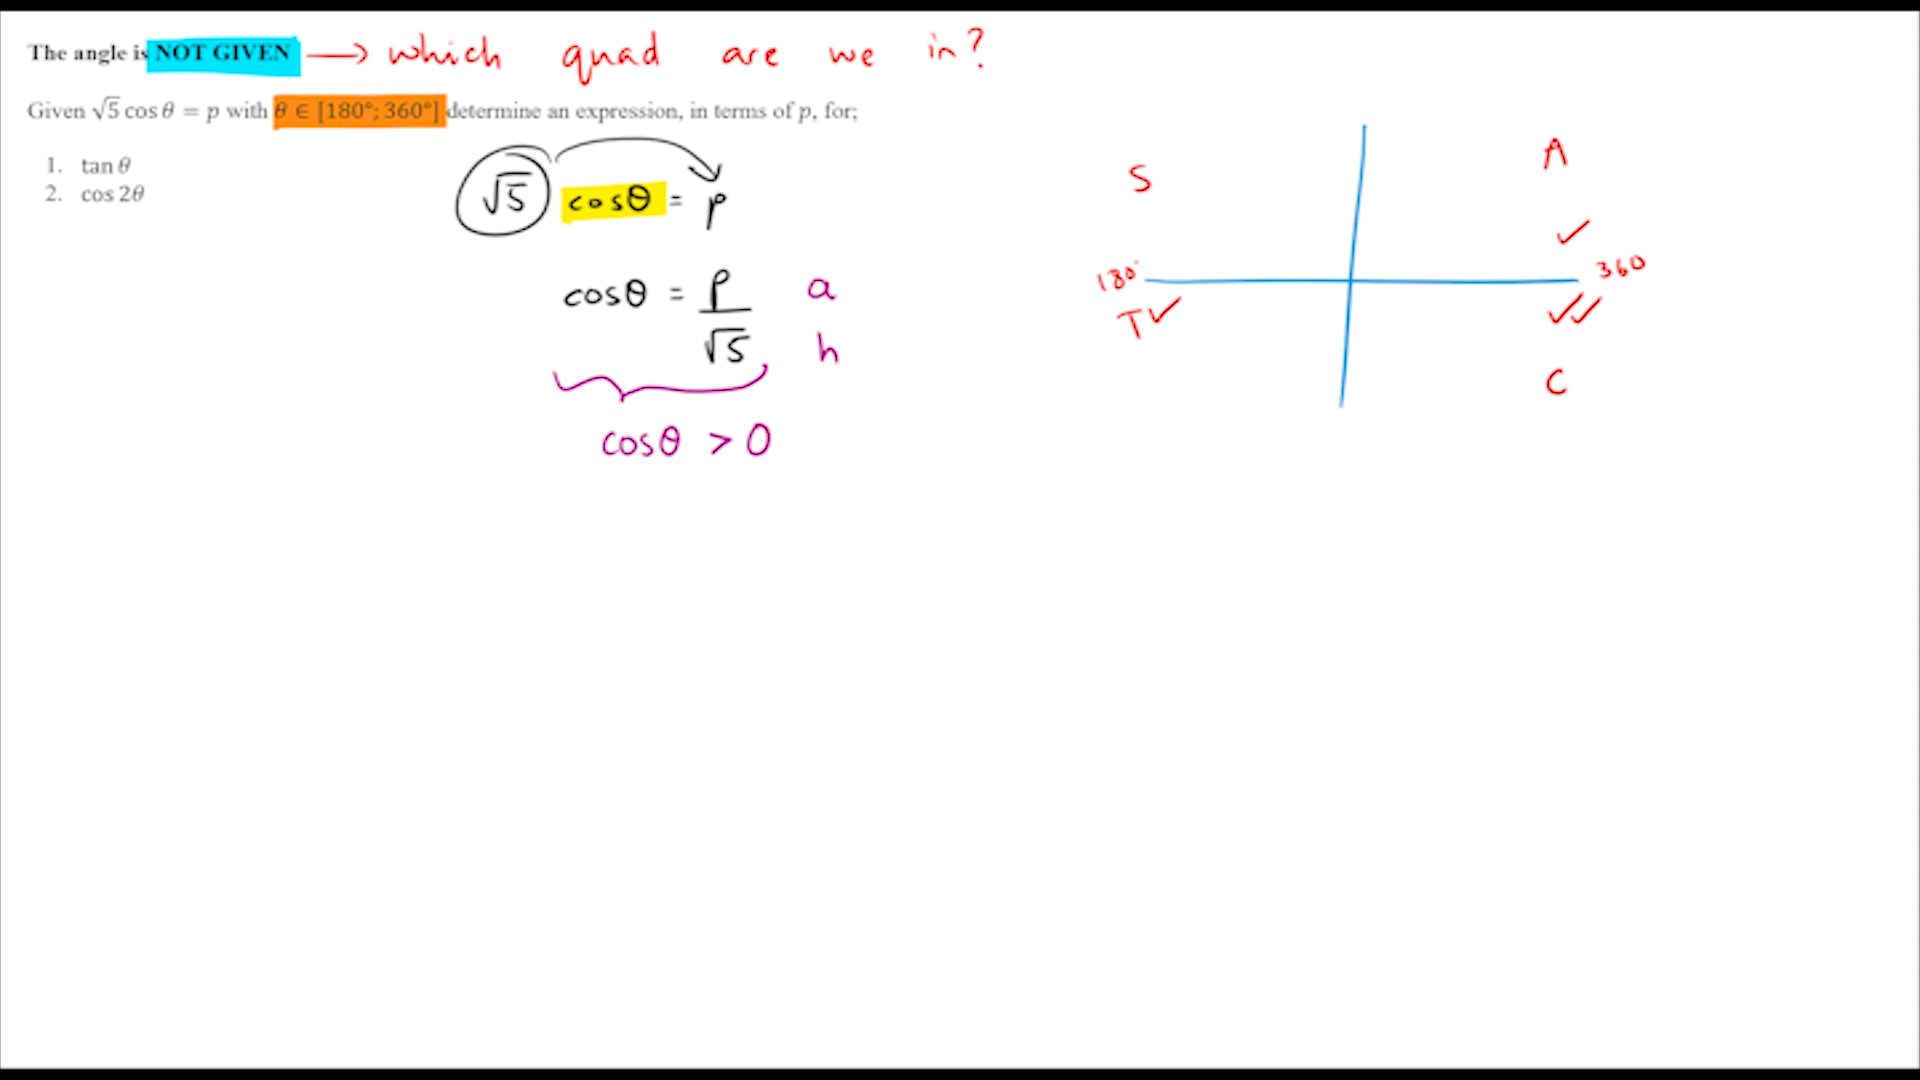 The angle is NOT GIVEN → which quad are we in?
Given √5 cos θ = p with θ ∈ [180°; 360°] determine an expression, in terms of p, for;
1. tan θ
2. cos 2θ
√5 cosθ = p
cosθ = p/√5 a h
cosθ > 0
S A
✓
180° 360
T✓ ✓✓
C